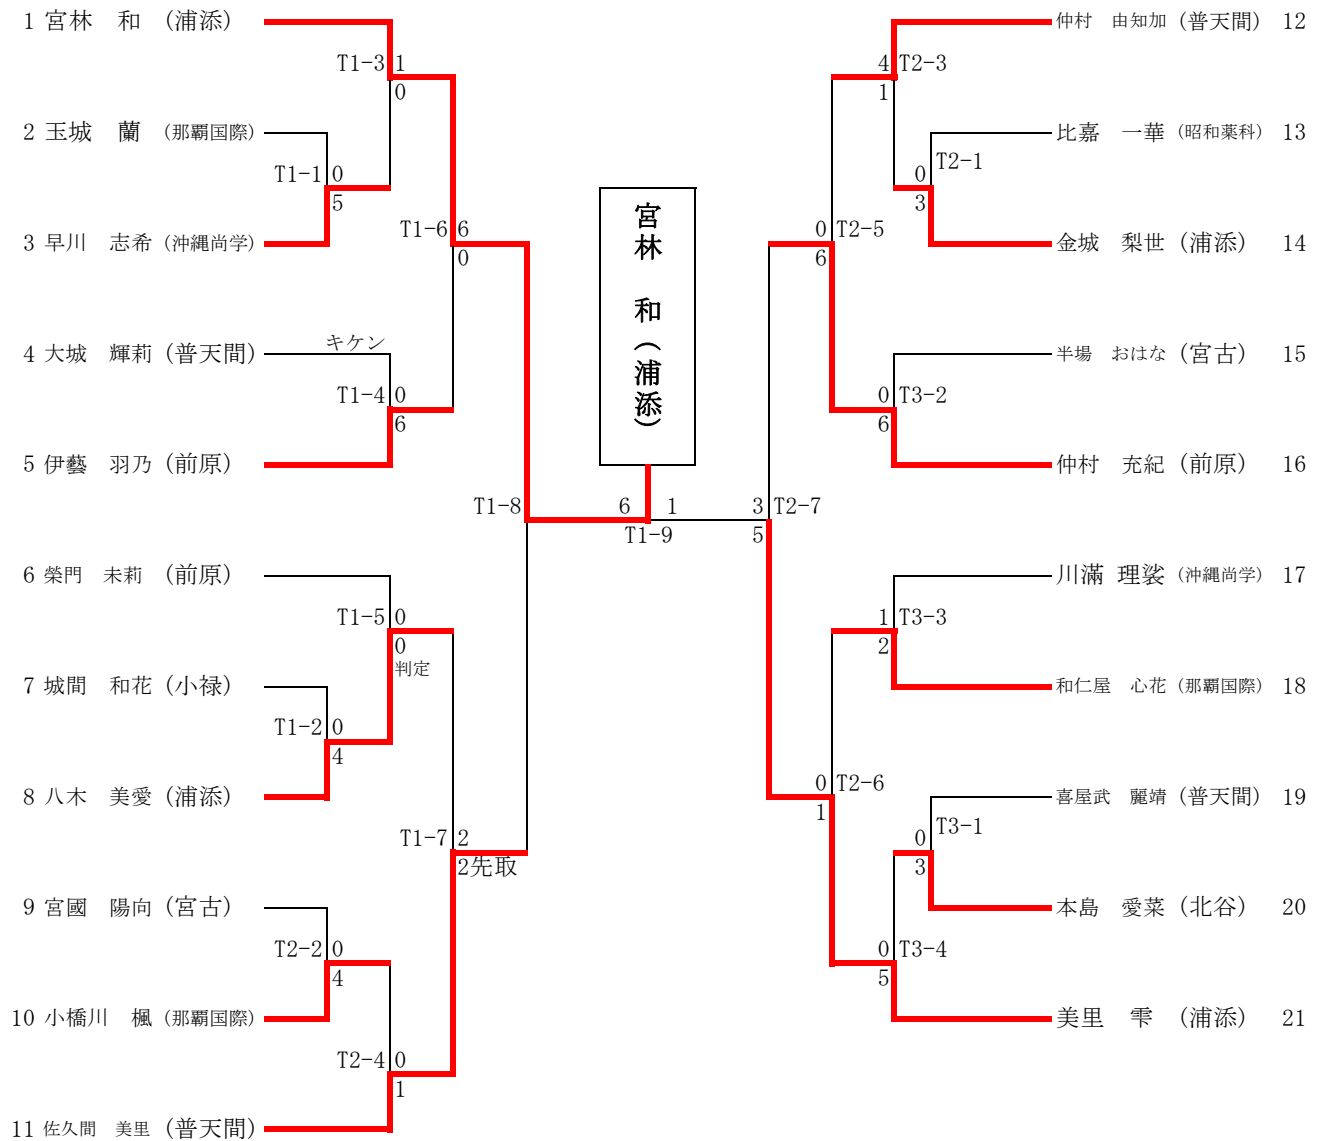 1 宮林　和 (浦添)
T1-3 1
0
2 玉城　蘭 (那覇国際)
T1-1 0
5
3 早川　志希 (沖縄尚学)
T1-6 6
0
4 大城　輝莉 (普天間)
キケン
T1-4 0
6
5 伊藝　羽乃 (前原)
T1-8
6 榮門　未莉 (前原)
T1-5 0
0
判定
7 城間　和花 (小禄)
T1-2 0
4
8 八木　美愛 (浦添)
T1-7 2
2先取
9 宮國　陽向 (宮古)
T2-2 0
4
10 小橋川　楓 (那覇国際)
T2-4 0
1
11 佐久間　美里 (普天間)
宮林　和(浦添)
6 1
T1-9
仲村　由知加 (普天間) 12
4 T2-3
1
比嘉　一華 (昭和薬科) 13
0 T2-1
3
金城　梨世 (浦添) 14
0 T2-5
6
半場　おはな (宮古) 15
0 T3-2
6
仲村　充紀 (前原) 16
3 T2-7
5
川滿 理裟 (沖縄尚学) 17
1 T3-3
2
和仁屋　心花 (那覇国際) 18
0 T2-6
1
喜屋武　麗靖 (普天間) 19
0 T3-1
3
本島　愛菜 (北谷) 20
0 T3-4
5
美里　雫 (浦添) 21